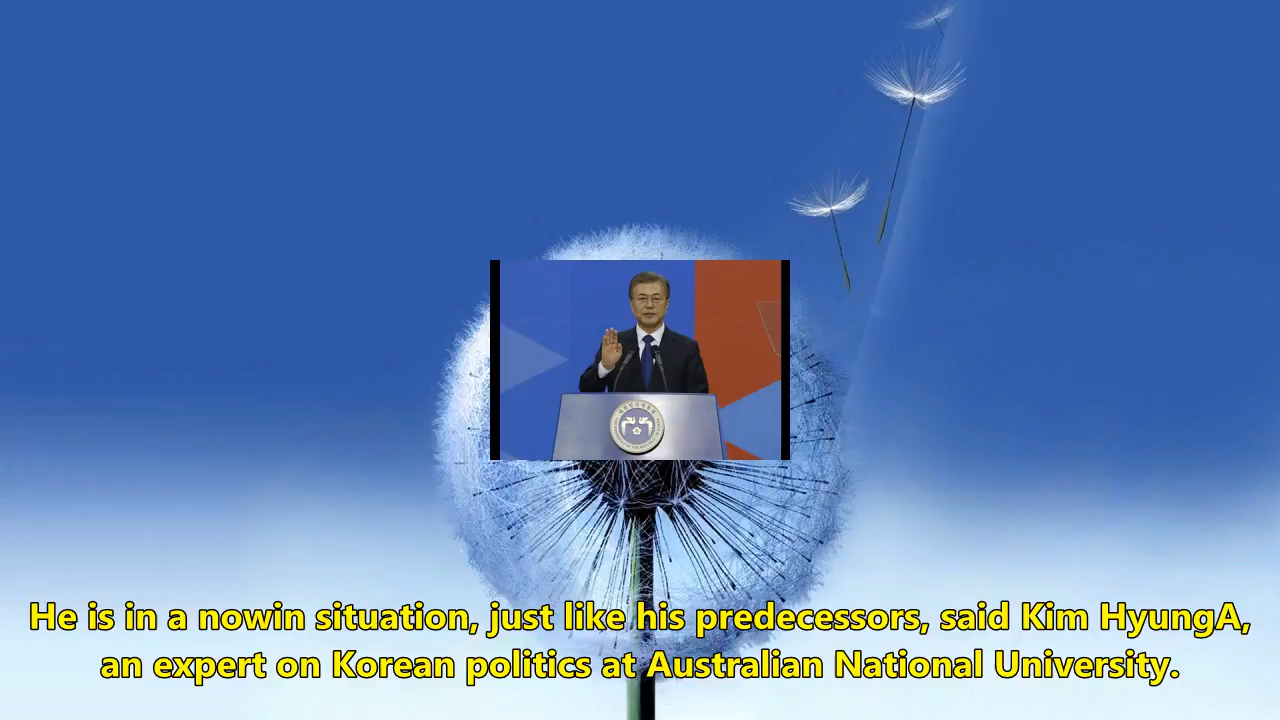 He is in a nowin situation, just like his predecessors, said Kim HyungA,
an expert on Korean politics at Australian National University.